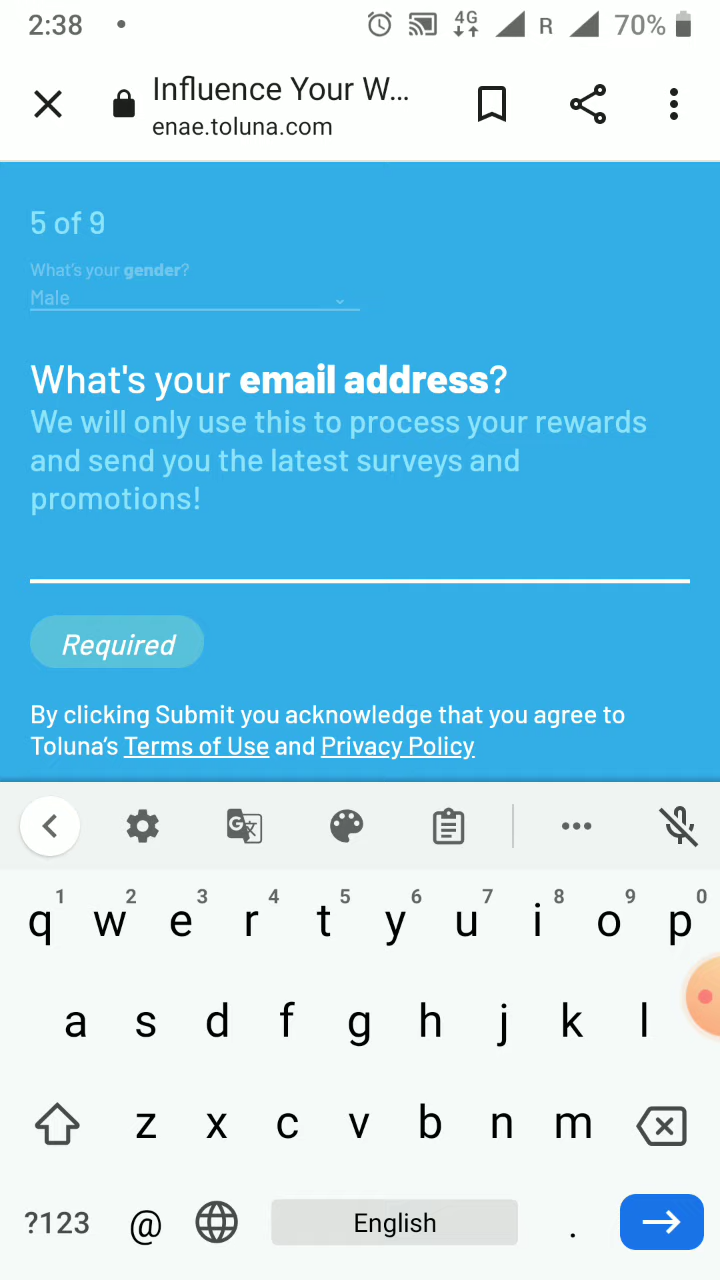 2:38 4G R 70%
Influence Your W...
enae.toluna.com
5 of 9
What's your gender?
Male
What's your email address?
We will only use this to process your rewards
and send you the latest surveys and
promotions!
Required
By clicking Submit you acknowledge that you agree to
Toluna's Terms of Use and Privacy Policy
G 文
1 2 3 4 5 6 7 8 9 0
q w e r t y u i o p
a s d f g h j k l
z x c v b n m
?123 @ English .